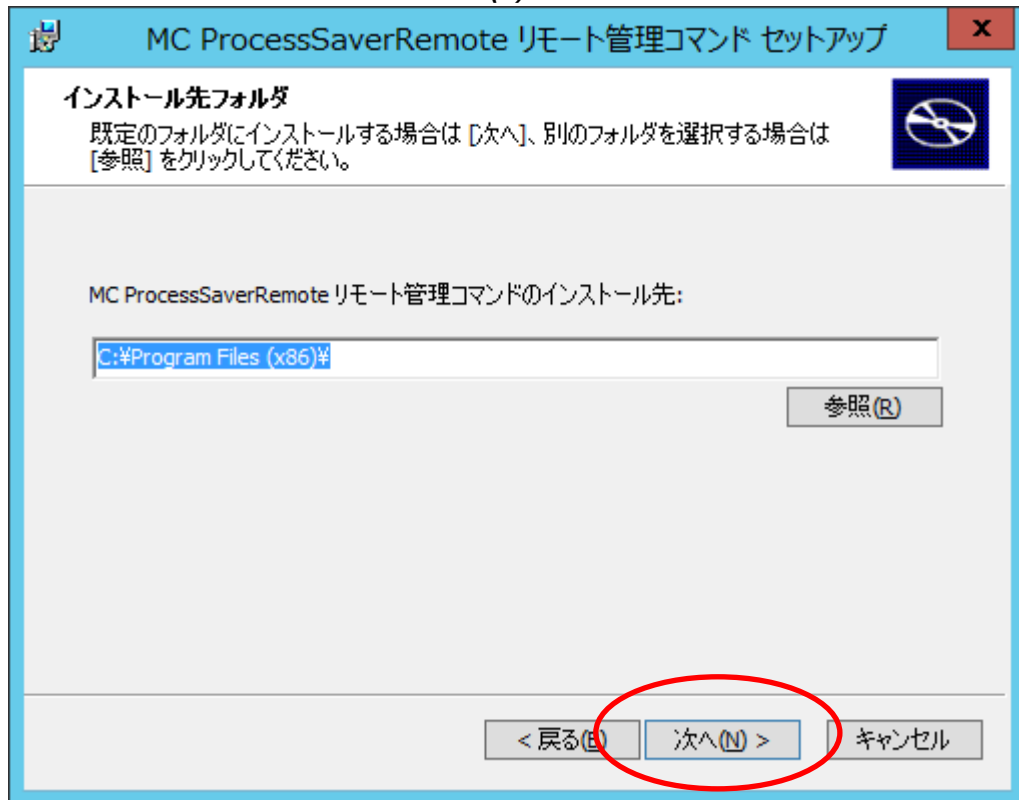 MC ProcessSaverRemote リモート管理コマンド セットアップ
x
インストール先フォルダ
既定のフォルダにインストールする場合は [次へ]、別のフォルダを選択する場合は
[参照] をクリックしてください。
MC ProcessSaverRemote リモート管理コマンドのインストール先:
C:¥Program Files (x86)¥
参照(R)
< 戻る(B) 次へ(N) > キャンセル